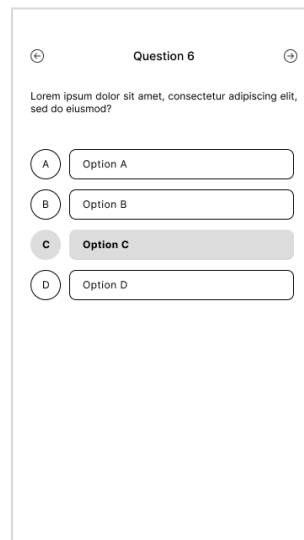 Question 6
Lorem ipsum dolor sit amet, consectetur adipiscing elit,
sed do eiusmod?
A Option A
B Option B
C Option C
D Option D